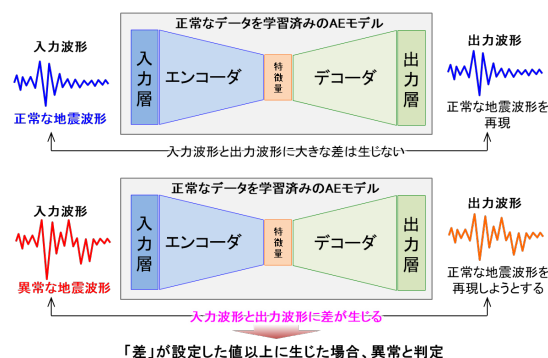 正常なデータを学習済みのAEモデル
入力波形
正常な地震波形
入力層
エンコーダ
特徴量
デコーダ
出力層
出力波形
正常な地震波形を
再現
入力波形と出力波形に大きな差は生じない
正常なデータを学習済みのAEモデル
入力波形
異常な地震波形
入力層
エンコーダ
特徴量
デコーダ
出力層
出力波形
正常な地震波形を
再現しようとする
入力波形と出力波形に差が生じる
「差」が設定した値以上に生じた場合、異常と判定